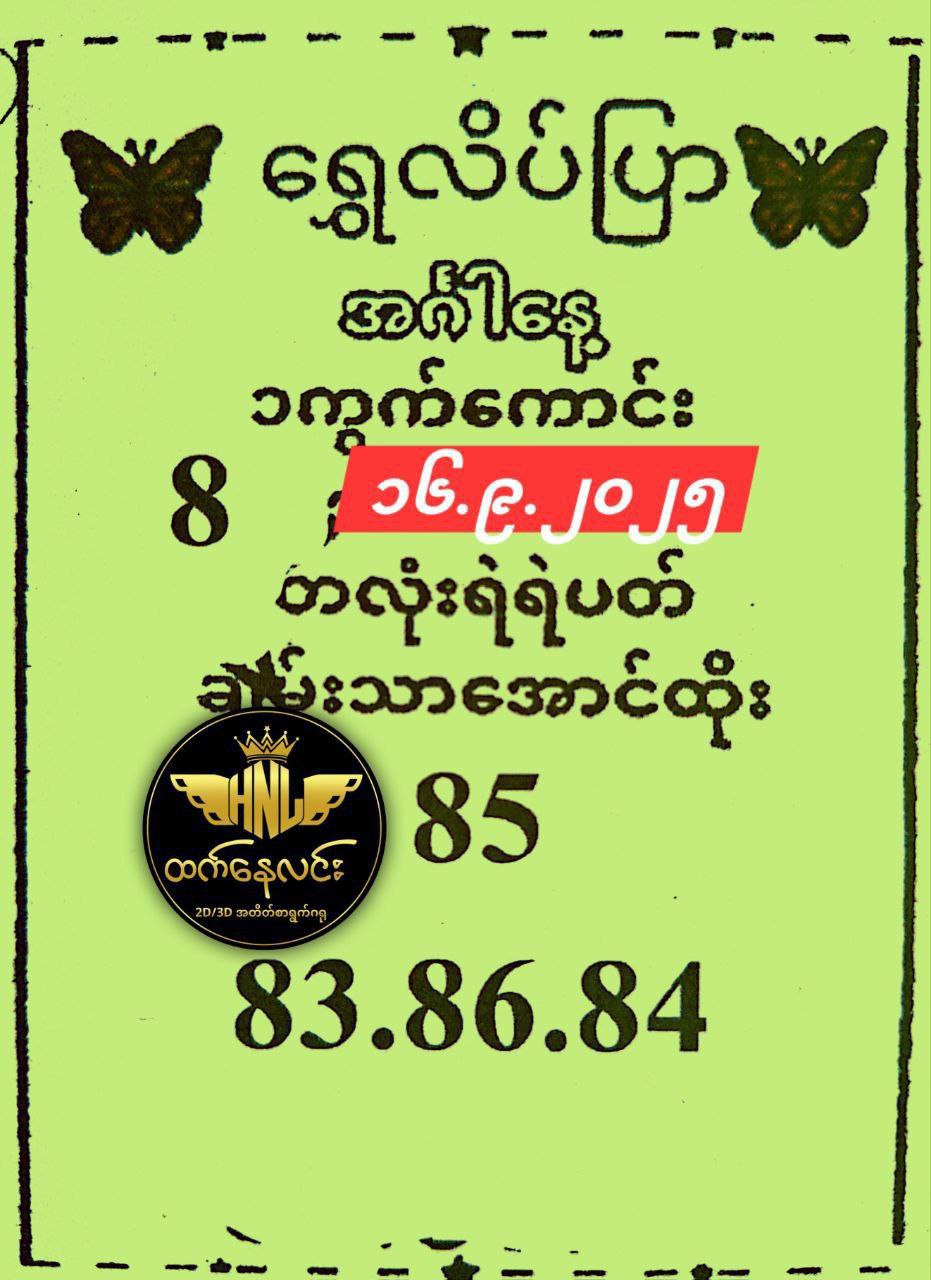 ရွှေလိပ်ပြာ
အင်္ဂါနေ့
၁ကွက်ကောင်း
8
၁၆.၉.၂၀၂၅
တလုံးရဲရဲပတ်
ချမ်းသာအောင်ထိုး
85
HNL
ထက်နေလင်း
2D/3D အတိတ်စာရွက်ဂရု
83.86.84